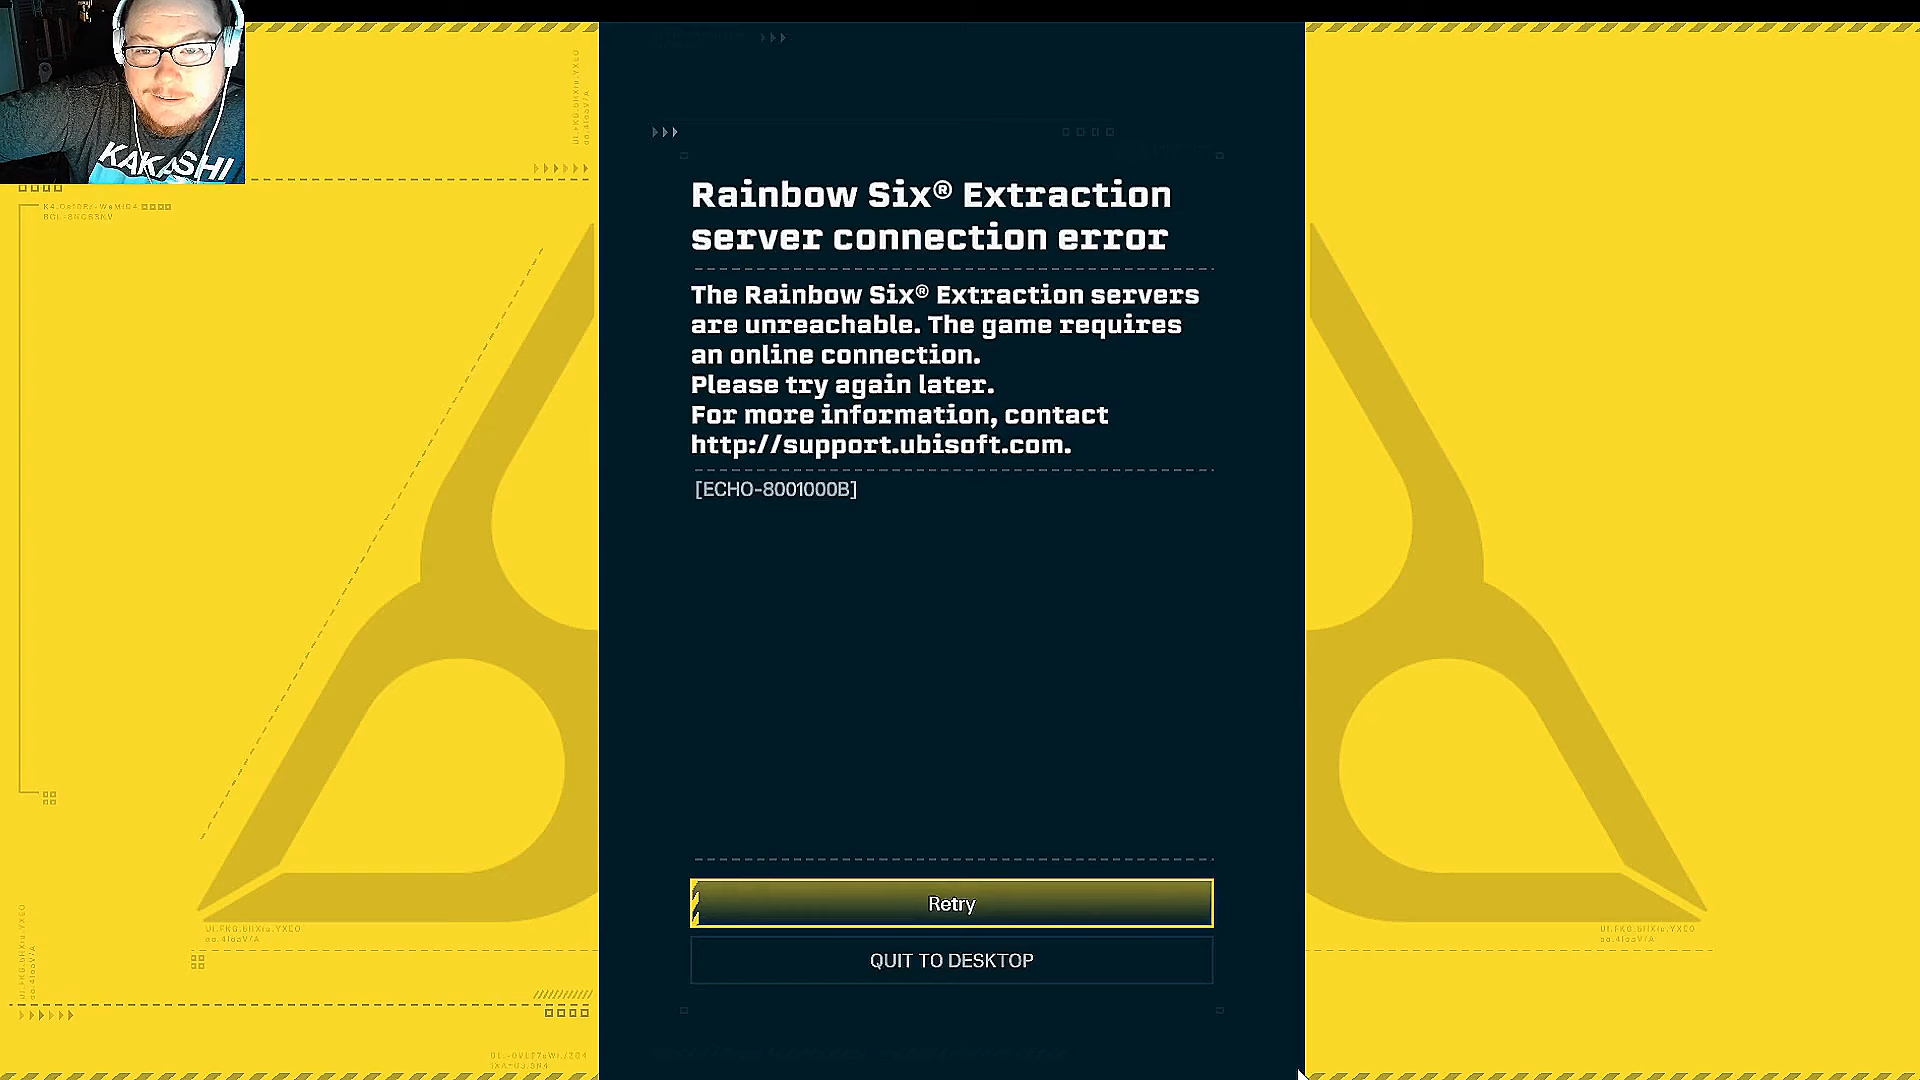 KAKASHI
Rainbow Six® Extraction
server connection error
The Rainbow Six® Extraction servers
are unreachable. The game requires
an online connection.
Please try again later.
For more information, contact
http://support.ubisoft.com.
[ECHO-8001000B]
Retry
QUIT TO DESKTOP